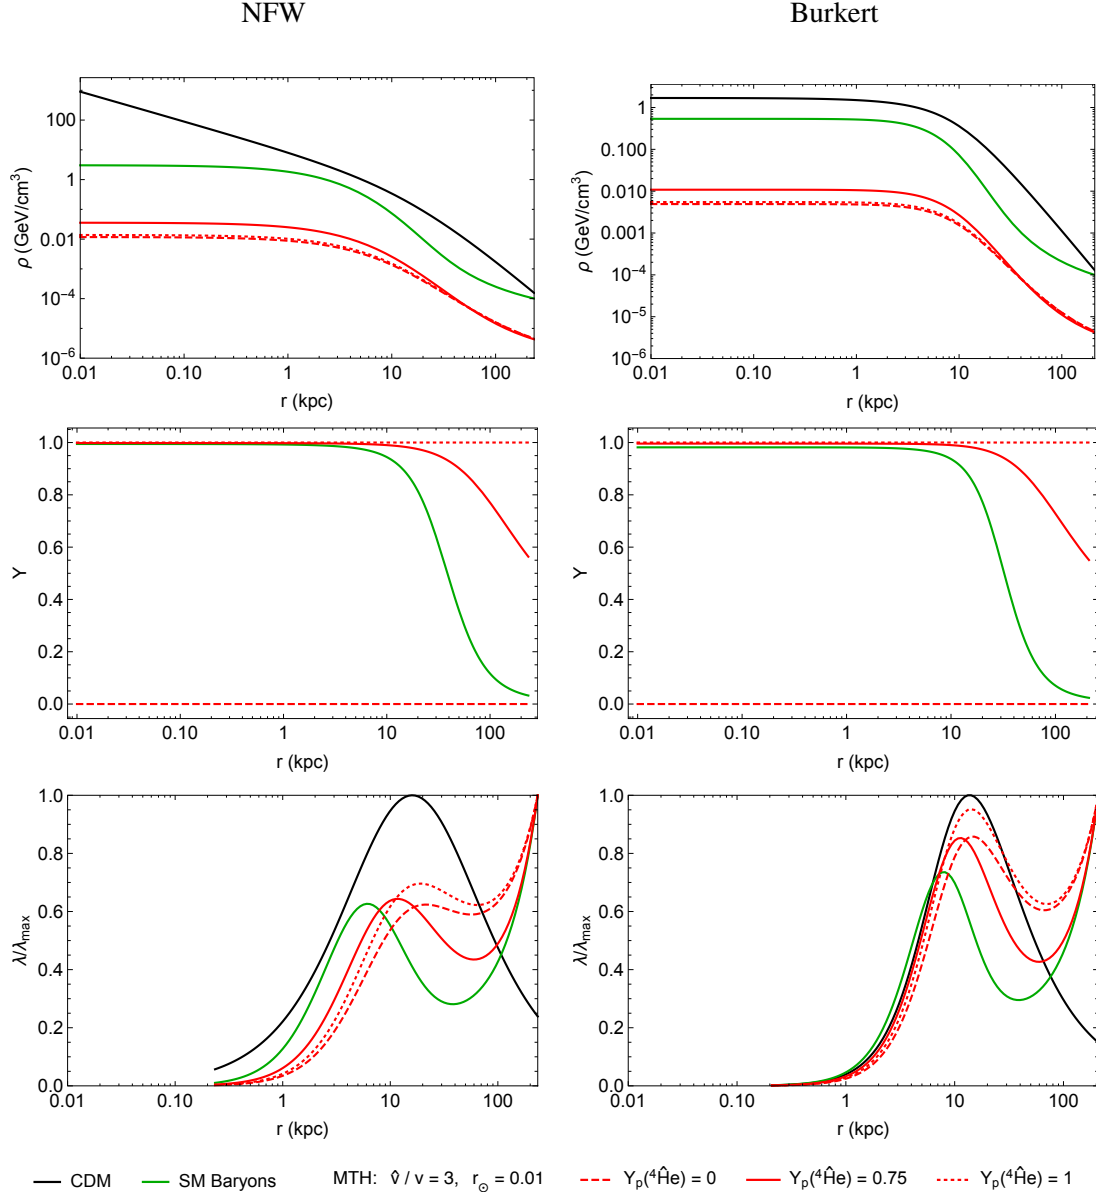 NFW
Burkert
100
1
0.01
10⁻⁴
10⁻⁶
ρ (GeV/cm³)
0.01 0.10 1 10 100
r (kpc)
1
0.100
0.010
0.001
10⁻⁴
10⁻⁵
10⁻⁶
ρ (GeV/cm³)
0.01 0.10 1 10 100
r (kpc)
1.0
0.8
0.6
0.4
0.2
0.0
Y
0.01 0.10 1 10 100
r (kpc)
1.0
0.8
0.6
0.4
0.2
0.0
Y
0.01 0.10 1 10 100
r (kpc)
1.0
0.8
0.6
0.4
0.2
0.0
λ/λmax
0.01 0.10 1 10 100
r (kpc)
1.0
0.8
0.6
0.4
0.2
0.0
λ/λmax
0.01 0.10 1 10 100
r (kpc)
CDM SM Baryons MTH: v̂ / v = 3, r⊙ = 0.01 Yp(⁴Ĥe) = 0 Yp(⁴Ĥe) = 0.75 Yp(⁴Ĥe) = 1